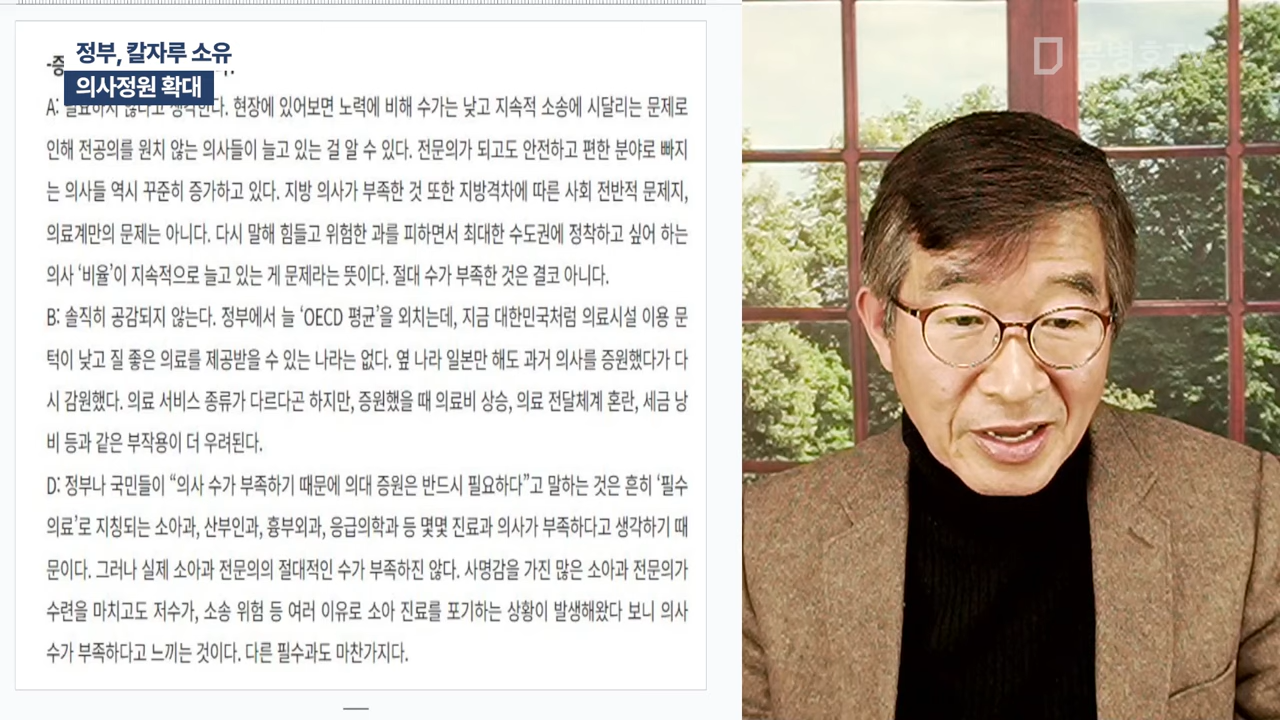 정부, 칼자루 소유
의사정원 확대
공병호TV
A: 필요하지 않다고 생각한다. 현장에 있어보면 노력에 비해 수가는 낮고 지속적 소송에 시달리는 문제로
인해 전공의를 원치 않는 의사들이 늘고 있는 걸 알 수 있다. 전문의가 되고도 안전하고 편한 분야로 빠지
는 의사들 역시 꾸준히 증가하고 있다. 지방 의사가 부족한 것 또한 지방격차에 따른 사회 전반적 문제지,
의료계만의 문제는 아니다. 다시 말해 힘들고 위험한 과를 피하면서 최대한 수도권에 정착하고 싶어 하는
의사 ‘비율’이 지속적으로 늘고 있는 게 문제라는 뜻이다. 절대 수가 부족한 것은 결코 아니다.
B: 솔직히 공감되지 않는다. 정부에서 늘 ‘OECD 평균’을 외치는데, 지금 대한민국처럼 의료시설 이용 문
턱이 낮고 질 좋은 의료를 제공받을 수 있는 나라는 없다. 옆 나라 일본만 해도 과거 의사를 증원했다가 다
시 감원했다. 의료 서비스 종류가 다르다곤 하지만, 증원했을 때 의료비 상승, 의료 전달체계 혼란, 세금 낭
비 등과 같은 부작용이 더 우려된다.
D: 정부나 국민들이 “의사 수가 부족하기 때문에 의대 증원은 반드시 필요하다”고 말하는 것은 흔히 ‘필수
의료’로 지칭되는 소아과, 산부인과, 흉부외과, 응급의학과 등 몇몇 진료과 의사가 부족하다고 생각하기 때
문이다. 그러나 실제 소아과 전문의의 절대적인 수가 부족하진 않다. 사명감을 가진 많은 소아과 전문의가
수련을 마치고도 저수가, 소송 위험 등 여러 이유로 소아 진료를 포기하는 상황이 발생해왔다 보니 의사
수가 부족하다고 느끼는 것이다. 다른 필수과도 마찬가지다.